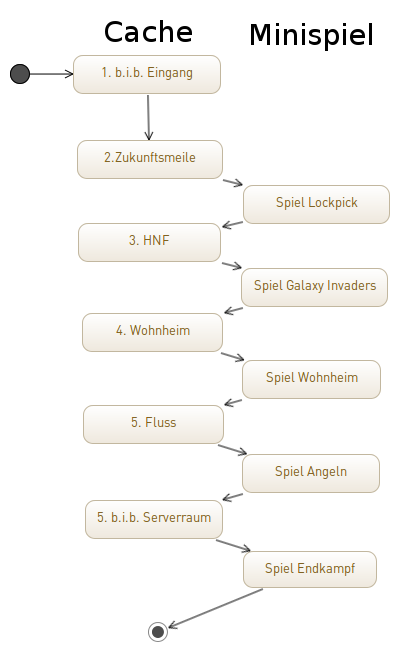 Cache
Minispiel
1. b.i.b. Eingang
2.Zukunftsmeile
Spiel Lockpick
3. HNF
Spiel Galaxy Invaders
4. Wohnheim
Spiel Wohnheim
5. Fluss
Spiel Angeln
5. b.i.b. Serverraum
Spiel Endkampf